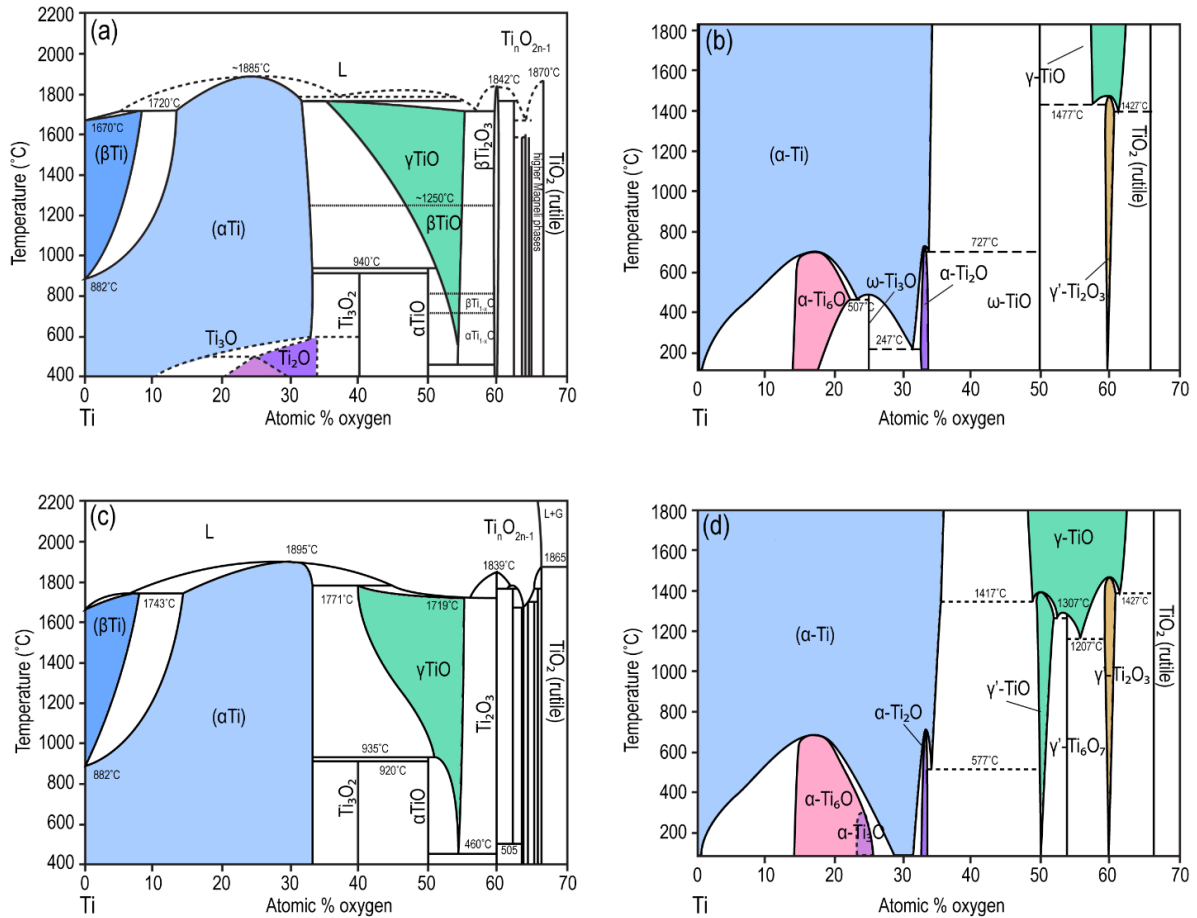 (a)
2200
2000
1800
1600
1400
1200
1000
800
600
400
Temperature (˚C)
Ti_nO_2n-1
~1885˚C
L
1842˚C
1870˚C
1720˚C
1670˚C
(βTi)
(αTi)
γTiO
~1250˚C
βTiO
βTi₂O₃
higher Magneli phases
TiO₂ (rutile)
882˚C
940˚C
Ti₃O₂
αTiO
βTi₁₋ₓC
αTi₁₋ₓC
Ti₃O
Ti₂O
0 10 20 30 40 50 60 70
Ti
Atomic % oxygen
(b)
1800
1600
1400
1200
1000
800
600
400
200
Temperature (˚C)
γ-TiO
1477˚C
1427˚C
(α-Ti)
TiO₂ (rutile)
727˚C
α-Ti₆O
ω-Ti₃O
α-Ti₂O
507˚C
247˚C
ω-TiO
γ'-Ti₂O₃
0 10 20 30 40 50 60 70
Ti
Atomic % oxygen
(c)
2200
2000
1800
1600
1400
1200
1000
800
600
400
Temperature (˚C)
L
Ti_nO_2n-1
L+G
1895˚C
1839˚C
1865
1743˚C
1771˚C
1719˚C
(βTi)
(αTi)
γTiO
Ti₂O₃
TiO₂ (rutile)
882˚C
935˚C
920˚C
Ti₃O₂
αTiO
460˚C
505
0 10 20 30 40 50 60 70
Ti
Atomic % oxygen
(d)
1800
1600
1400
1200
1000
800
600
400
200
Temperature (˚C)
γ-TiO
1417˚C
1307˚C
1427˚C
1207˚C
(α-Ti)
TiO₂ (rutile)
γ'-TiO
γ'-Ti₂O₃
α-Ti₂O
γ'-Ti₆O₇
577˚C
α-Ti₆O
α-Ti₃O
0 10 20 30 40 50 60 70
Ti
Atomic % oxygen